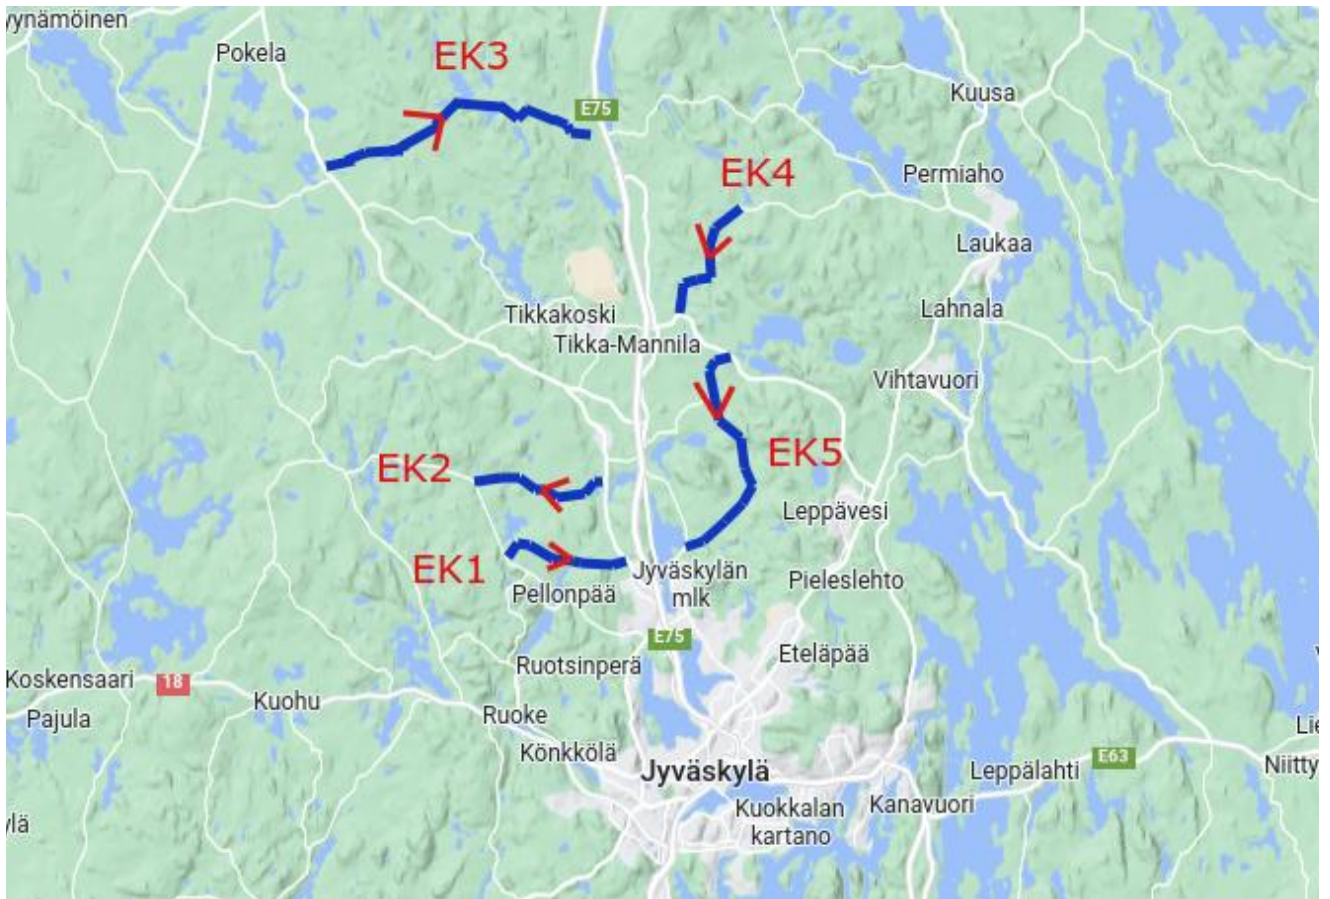 yynämöinen
Pokela
EK3
E75
Kuusa
EK4
Permiaho
Laukaa
Tikkakoski
Lahnala
Tikka-Mannila
Vihtavuori
EK2
EK5
Leppävesi
EK1
Jyväskylän
mlk
Pellonpää
Pieleslehto
E75
Ruotsinperä
Eteläpää
Koskensaari
18
Kuohu
Pajula
Ruoke
Lie
Könkkölä
Jyväskylä
Leppälahti
E63
Niitty
Kuokkalan
kartano
Kanavuori
ylä